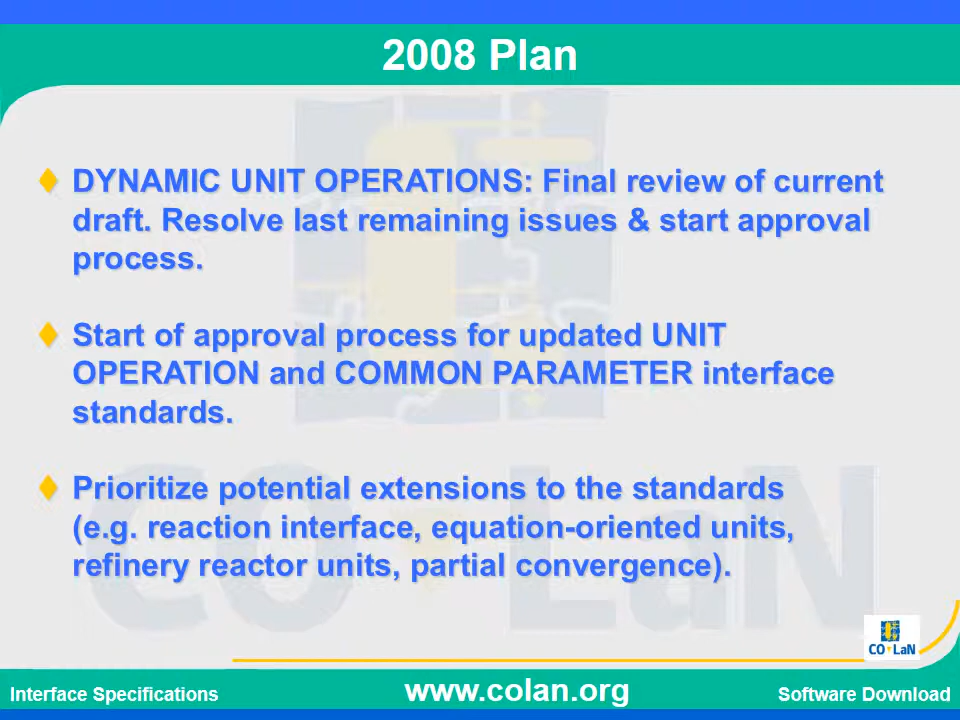 2008 Plan
DYNAMIC UNIT OPERATIONS: Final review of current
draft. Resolve last remaining issues & start approval
process.
Start of approval process for updated UNIT
OPERATION and COMMON PARAMETER interface
standards.
Prioritize potential extensions to the standards
(e.g. reaction interface, equation-oriented units,
refinery reactor units, partial convergence).
CO LaN
CO LaN
Interface Specifications
www.colan.org
Software Download